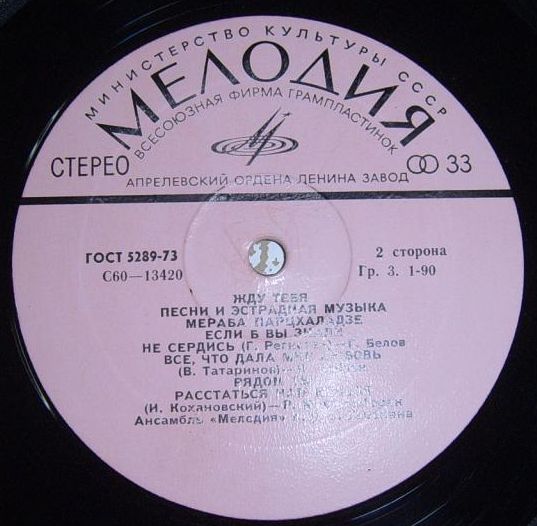 МИНИСТЕРСТВО КУЛЬТУРЫ СССР
МЕЛОДИЯ
ВСЕСОЮЗНАЯ ФИРМА ГРАМПЛАСТИНОК
СТЕРЕО
33
АПРЕЛЕВСКИЙ ОРДЕНА ЛЕНИНА ЗАВОД
ГОСТ 5289-73
2 сторона
С60—13420
Гр. 3. 1-90
ЖДУ ТЕБЯ
ПЕСНИ И ЭСТРАДНАЯ МУЗЫКА
МЕРАБА ПАРЦХАЛАДЗЕ
ЕСЛИ Б ВЫ ЗНАЛИ
НЕ СЕРДИСЬ (Г. Г. Белов
ВСЕ, ЧТО ДАЛА МНЕ ЛЮБОВЬ
(В. Татаринов)—
РЯДОМ ТЫ
РАССТАТЬСЯ
(И. Кохановский)—Р.
Ансамбль «Мелодия»